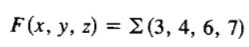 F(x, y, z) = Σ(3, 4, 6, 7)